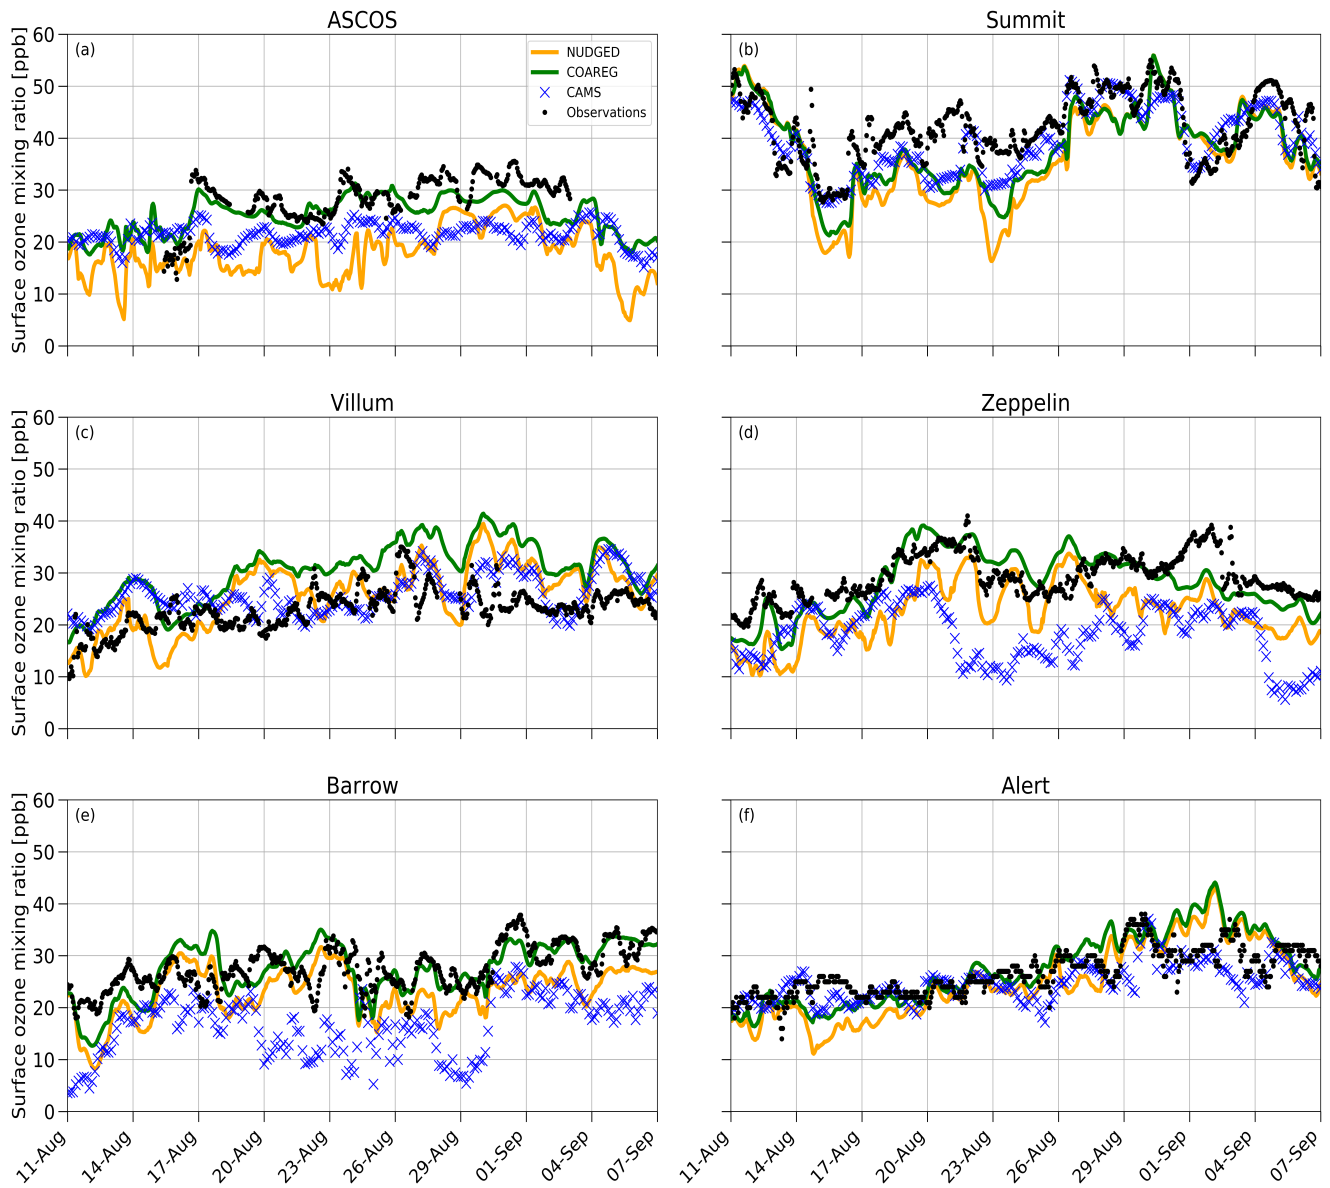 ASCOS
Surface ozone mixing ratio [ppb]
60
50
40
30
20
10
0
(a)
NUDGED
COAREG
CAMS
Observations
Summit
(b)
Villum
Surface ozone mixing ratio [ppb]
60
50
40
30
20
10
0
(c)
Zeppelin
(d)
Barrow
Surface ozone mixing ratio [ppb]
60
50
40
30
20
10
0
(e)
11-Aug
14-Aug
17-Aug
20-Aug
23-Aug
26-Aug
29-Aug
01-Sep
04-Sep
07-Sep
Alert
(f)
11-Aug
14-Aug
17-Aug
20-Aug
23-Aug
26-Aug
29-Aug
01-Sep
04-Sep
07-Sep